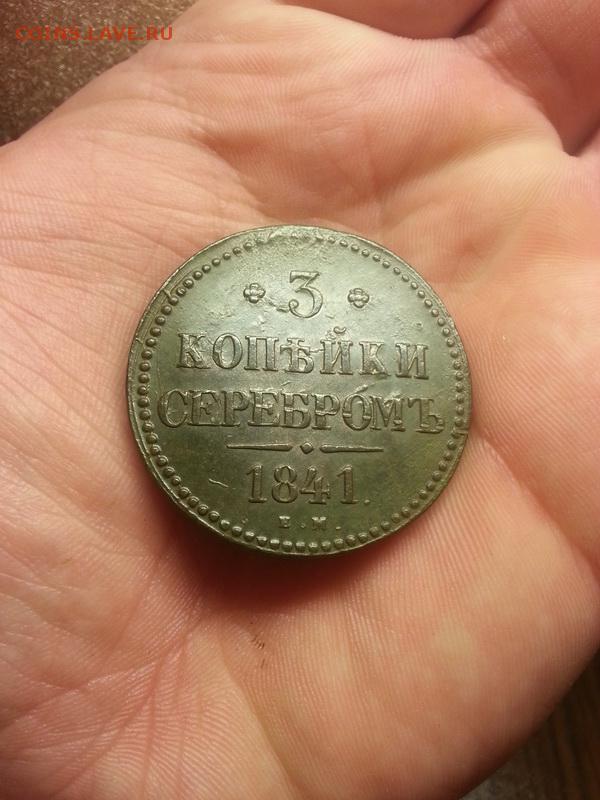 COINS.LAVE.RU
3
КОПѢЙКИ
СЕРЕБРОМЪ
1841.
Е.М.